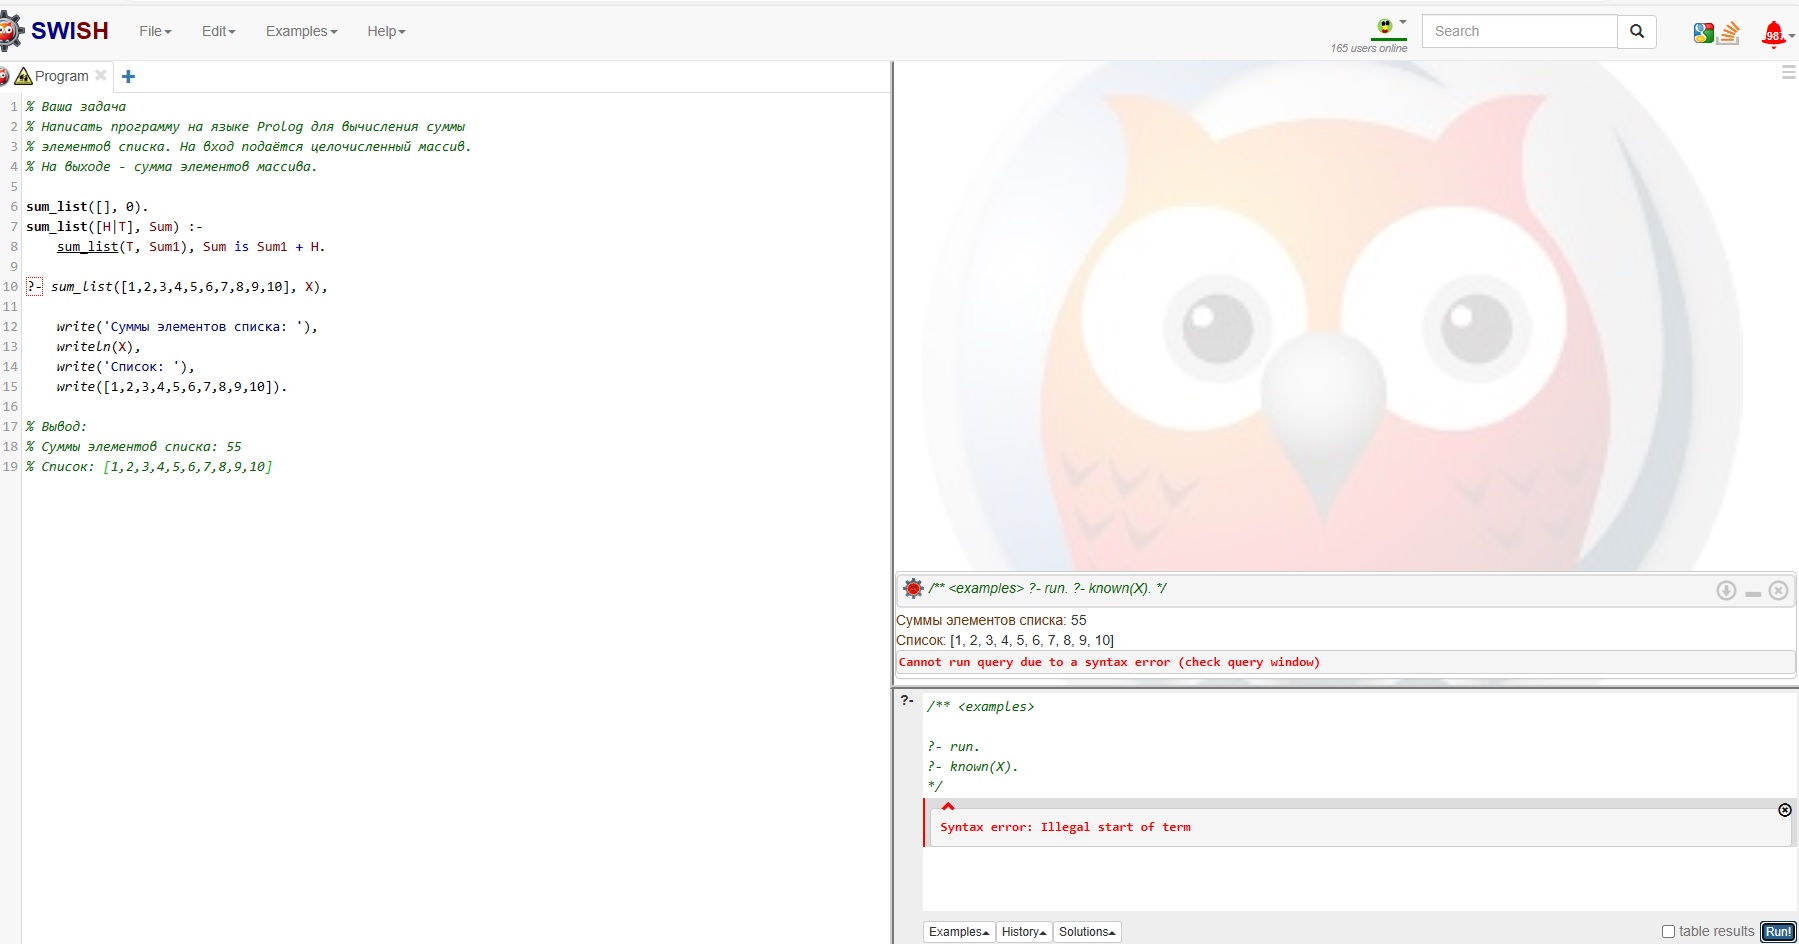 SWISH
File
Edit
Examples
Help
165 users online
Search
Program
1 % Ваша задача
2 % Написать программу на языке Prolog для вычисления суммы
3 % элементов списка. На вход подаётся целочисленный массив.
4 % На выходе - сумма элементов массива.
5
6 sum_list([], 0).
7 sum_list([H|T], Sum) :-
8 sum_list(T, Sum1), Sum is Sum1 + H.
9
10 ?- sum_list([1,2,3,4,5,6,7,8,9,10], X),
11
12 write('Суммы элементов списка: '),
13 writeln(X),
14 write('Список: '),
15 write([1,2,3,4,5,6,7,8,9,10]).
16
17 % Вывод:
18 % Суммы элементов списка: 55
19 % Список: [1,2,3,4,5,6,7,8,9,10]
/** <examples> ?- run. ?- known(X). */
Суммы элементов списка: 55
Список: [1, 2, 3, 4, 5, 6, 7, 8, 9, 10]
Cannot run query due to a syntax error (check query window)
?- /** <examples>
?- run.
?- known(X).
*/
Syntax error: Illegal start of term
Examples History Solutions table results Run!